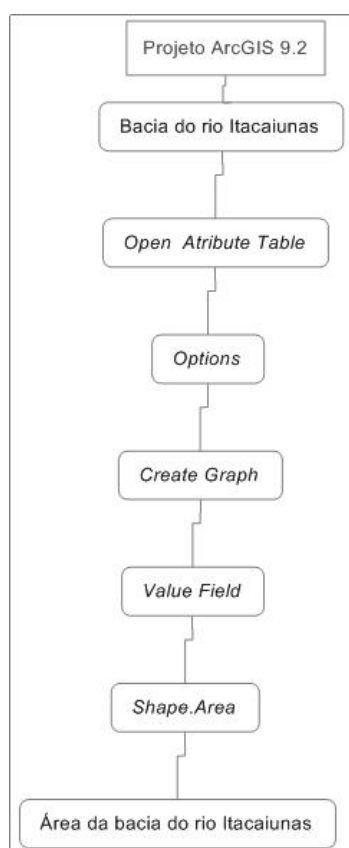 Projeto ArcGIS 9.2
Bacia do rio Itacaiunas
Open Atribute Table
Options
Create Graph
Value Field
Shape.Area
Área da bacia do rio Itacaiunas